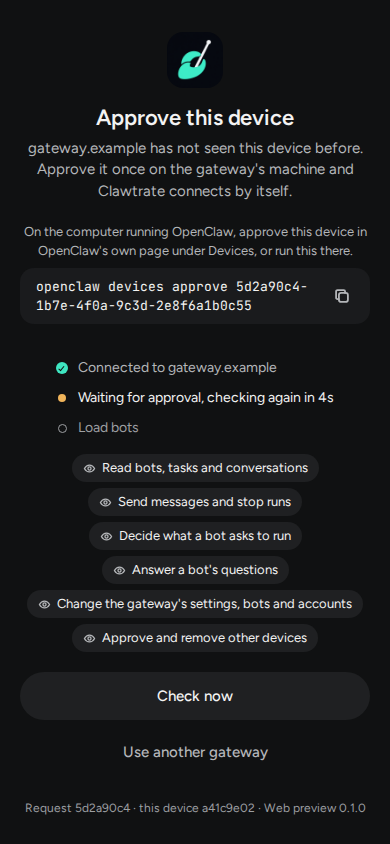 Approve this device
gateway.example has not seen this device before.
Approve it once on the gateway's machine and
Clawtrate connects by itself.
On the computer running OpenClaw, approve this device in
OpenClaw's own page under Devices, or run this there.
openclaw devices approve 5d2a90c4-
1b7e-4f0a-9c3d-2e8f6a1b0c55
Connected to gateway.example
Waiting for approval, checking again in 4s
Load bots
Read bots, tasks and conversations
Send messages and stop runs
Decide what a bot asks to run
Answer a bot's questions
Change the gateway's settings, bots and accounts
Approve and remove other devices
Check now
Use another gateway
Request 5d2a90c4 · this device a41c9e02 · Web preview 0.1.0